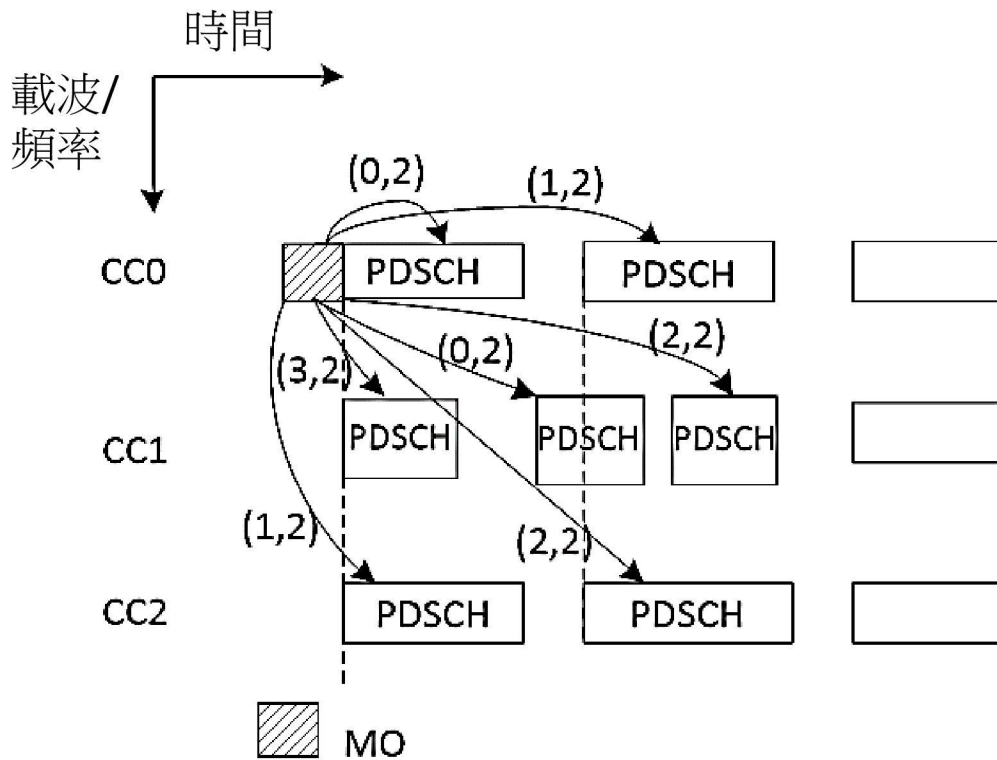 時間
載波/
頻率
(0,2)
(1,2)
CC0
PDSCH
PDSCH
(3,2)
(0,2)
(2,2)
CC1
PDSCH
PDSCH
PDSCH
(1,2)
(2,2)
CC2
PDSCH
PDSCH
MO